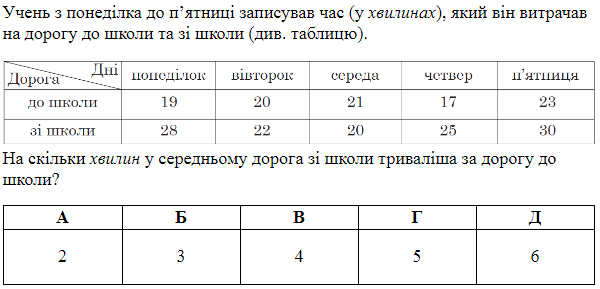 Учень з понеділка до п’ятниці записував час (у хвилинах), який він витрачав
на дорогу до школи та зі школи (див. таблицю).
Дорога Дні понеділок вівторок середа четвер п’ятниця
до школи 19 20 21 17 23
зі школи 28 22 20 25 30
На скільки хвилин у середньому дорога зі школи триваліша за дорогу до
школи?
А Б В Г Д
2 3 4 5 6